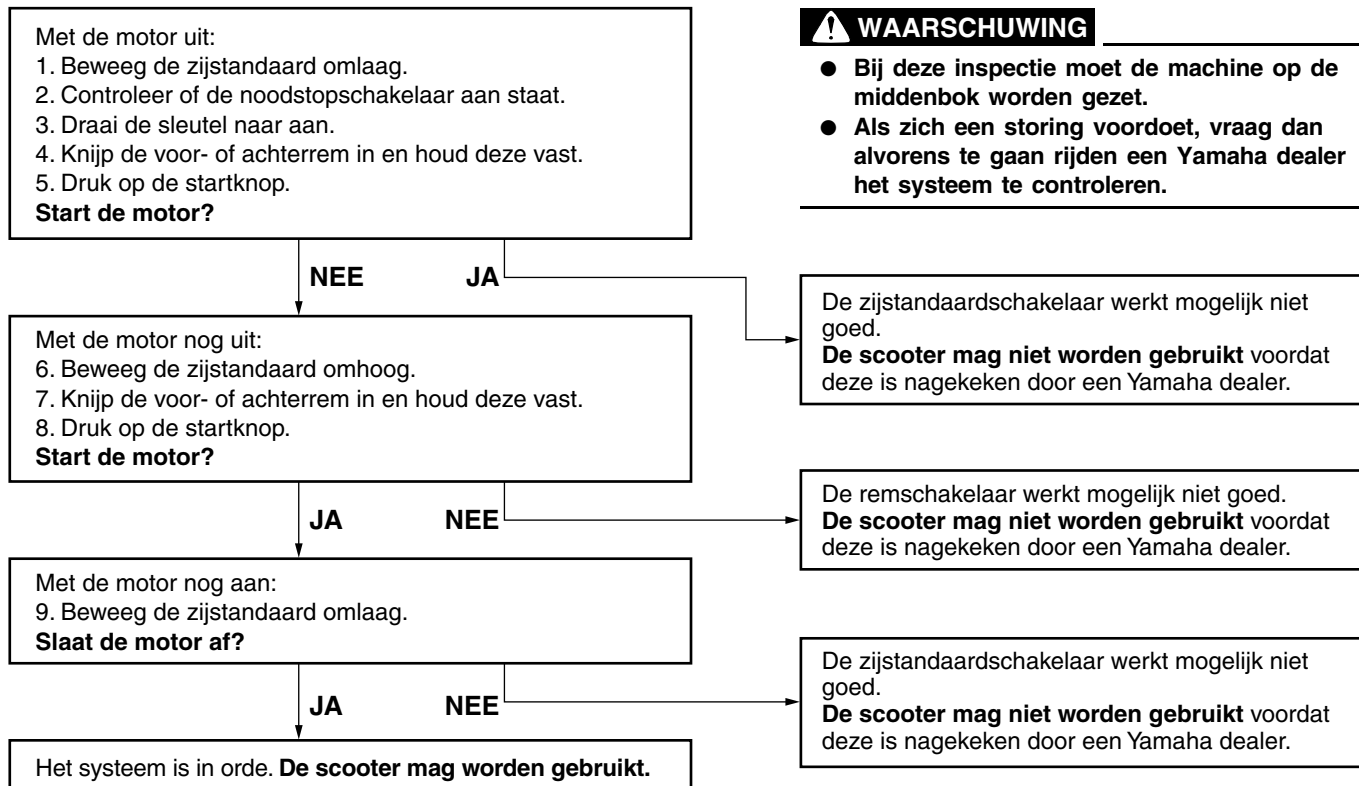 Met de motor uit:
1. Beweeg de zijstandaard omlaag.
2. Controleer of de noodstopschakelaar aan staat.
3. Draai de sleutel naar aan.
4. Knijp de voor- of achterrem in en houd deze vast.
5. Druk op de startknop.
Start de motor?
WAARSCHUWING
● Bij deze inspectie moet de machine op de
middenbok worden gezet.
● Als zich een storing voordoet, vraag dan
alvorens te gaan rijden een Yamaha dealer
het systeem te controleren.
NEE JA
De zijstandaardschakelaar werkt mogelijk niet
goed.
De scooter mag niet worden gebruikt voordat
deze is nagekeken door een Yamaha dealer.
Met de motor nog uit:
6. Beweeg de zijstandaard omhoog.
7. Knijp de voor- of achterrem in en houd deze vast.
8. Druk op de startknop.
Start de motor?
JA NEE
De remschakelaar werkt mogelijk niet goed.
De scooter mag niet worden gebruikt voordat
deze is nagekeken door een Yamaha dealer.
Met de motor nog aan:
9. Beweeg de zijstandaard omlaag.
Slaat de motor af?
JA NEE
De zijstandaardschakelaar werkt mogelijk niet
goed.
De scooter mag niet worden gebruikt voordat
deze is nagekeken door een Yamaha dealer.
Het systeem is in orde. De scooter mag worden gebruikt.